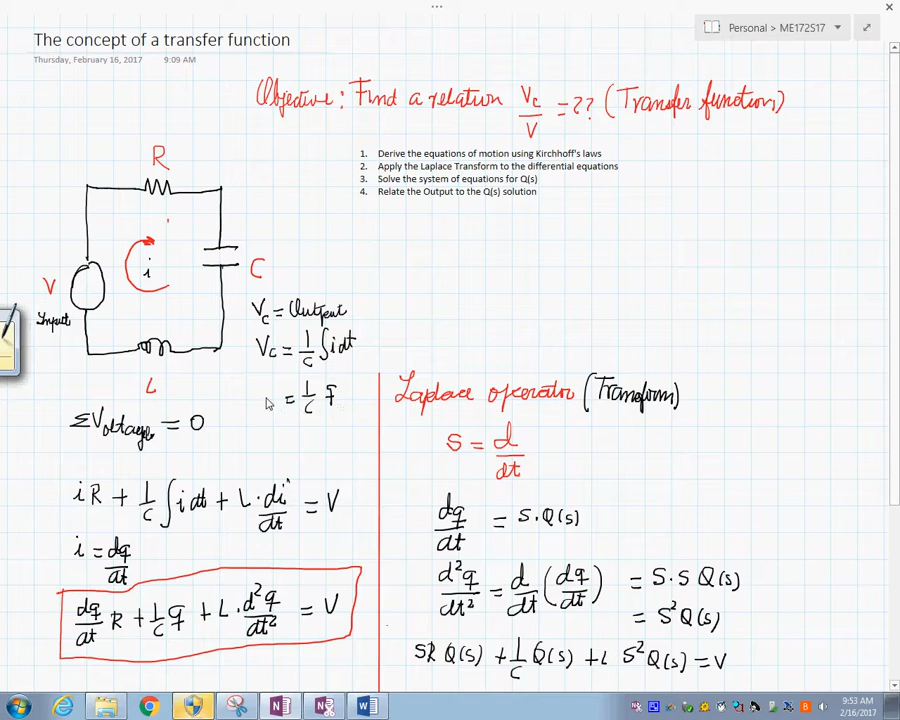 Personal > ME172S17
The concept of a transfer function
Thursday, February 16, 2017 9:09 AM
Objective: Find a relation Vc/V = ?? (Transfer function)
1. Derive the equations of motion using Kirchhoff's laws
2. Apply the Laplace Transform to the differential equations
3. Solve the system of equations for Q(s)
4. Relate the Output to the Q(s) solution
R
i
C
V
Input
L
Vc = Output
Vc = 1/C ∫i dt
= 1/C q
ΣVoltages = 0
iR + 1/C ∫i dt + L · di/dt = V
i = dq/dt
dq/dt R + 1/C q + L · d²q/dt² = V
Laplace operator (Transform)
S = d/dt
dq/dt = S·Q(s)
d²q/dt² = d/dt (dq/dt) = S·S Q(s)
= S²Q(s)
SR Q(s) + 1/C Q(s) + L S²Q(s) = V
9:53 AM
2/16/2017